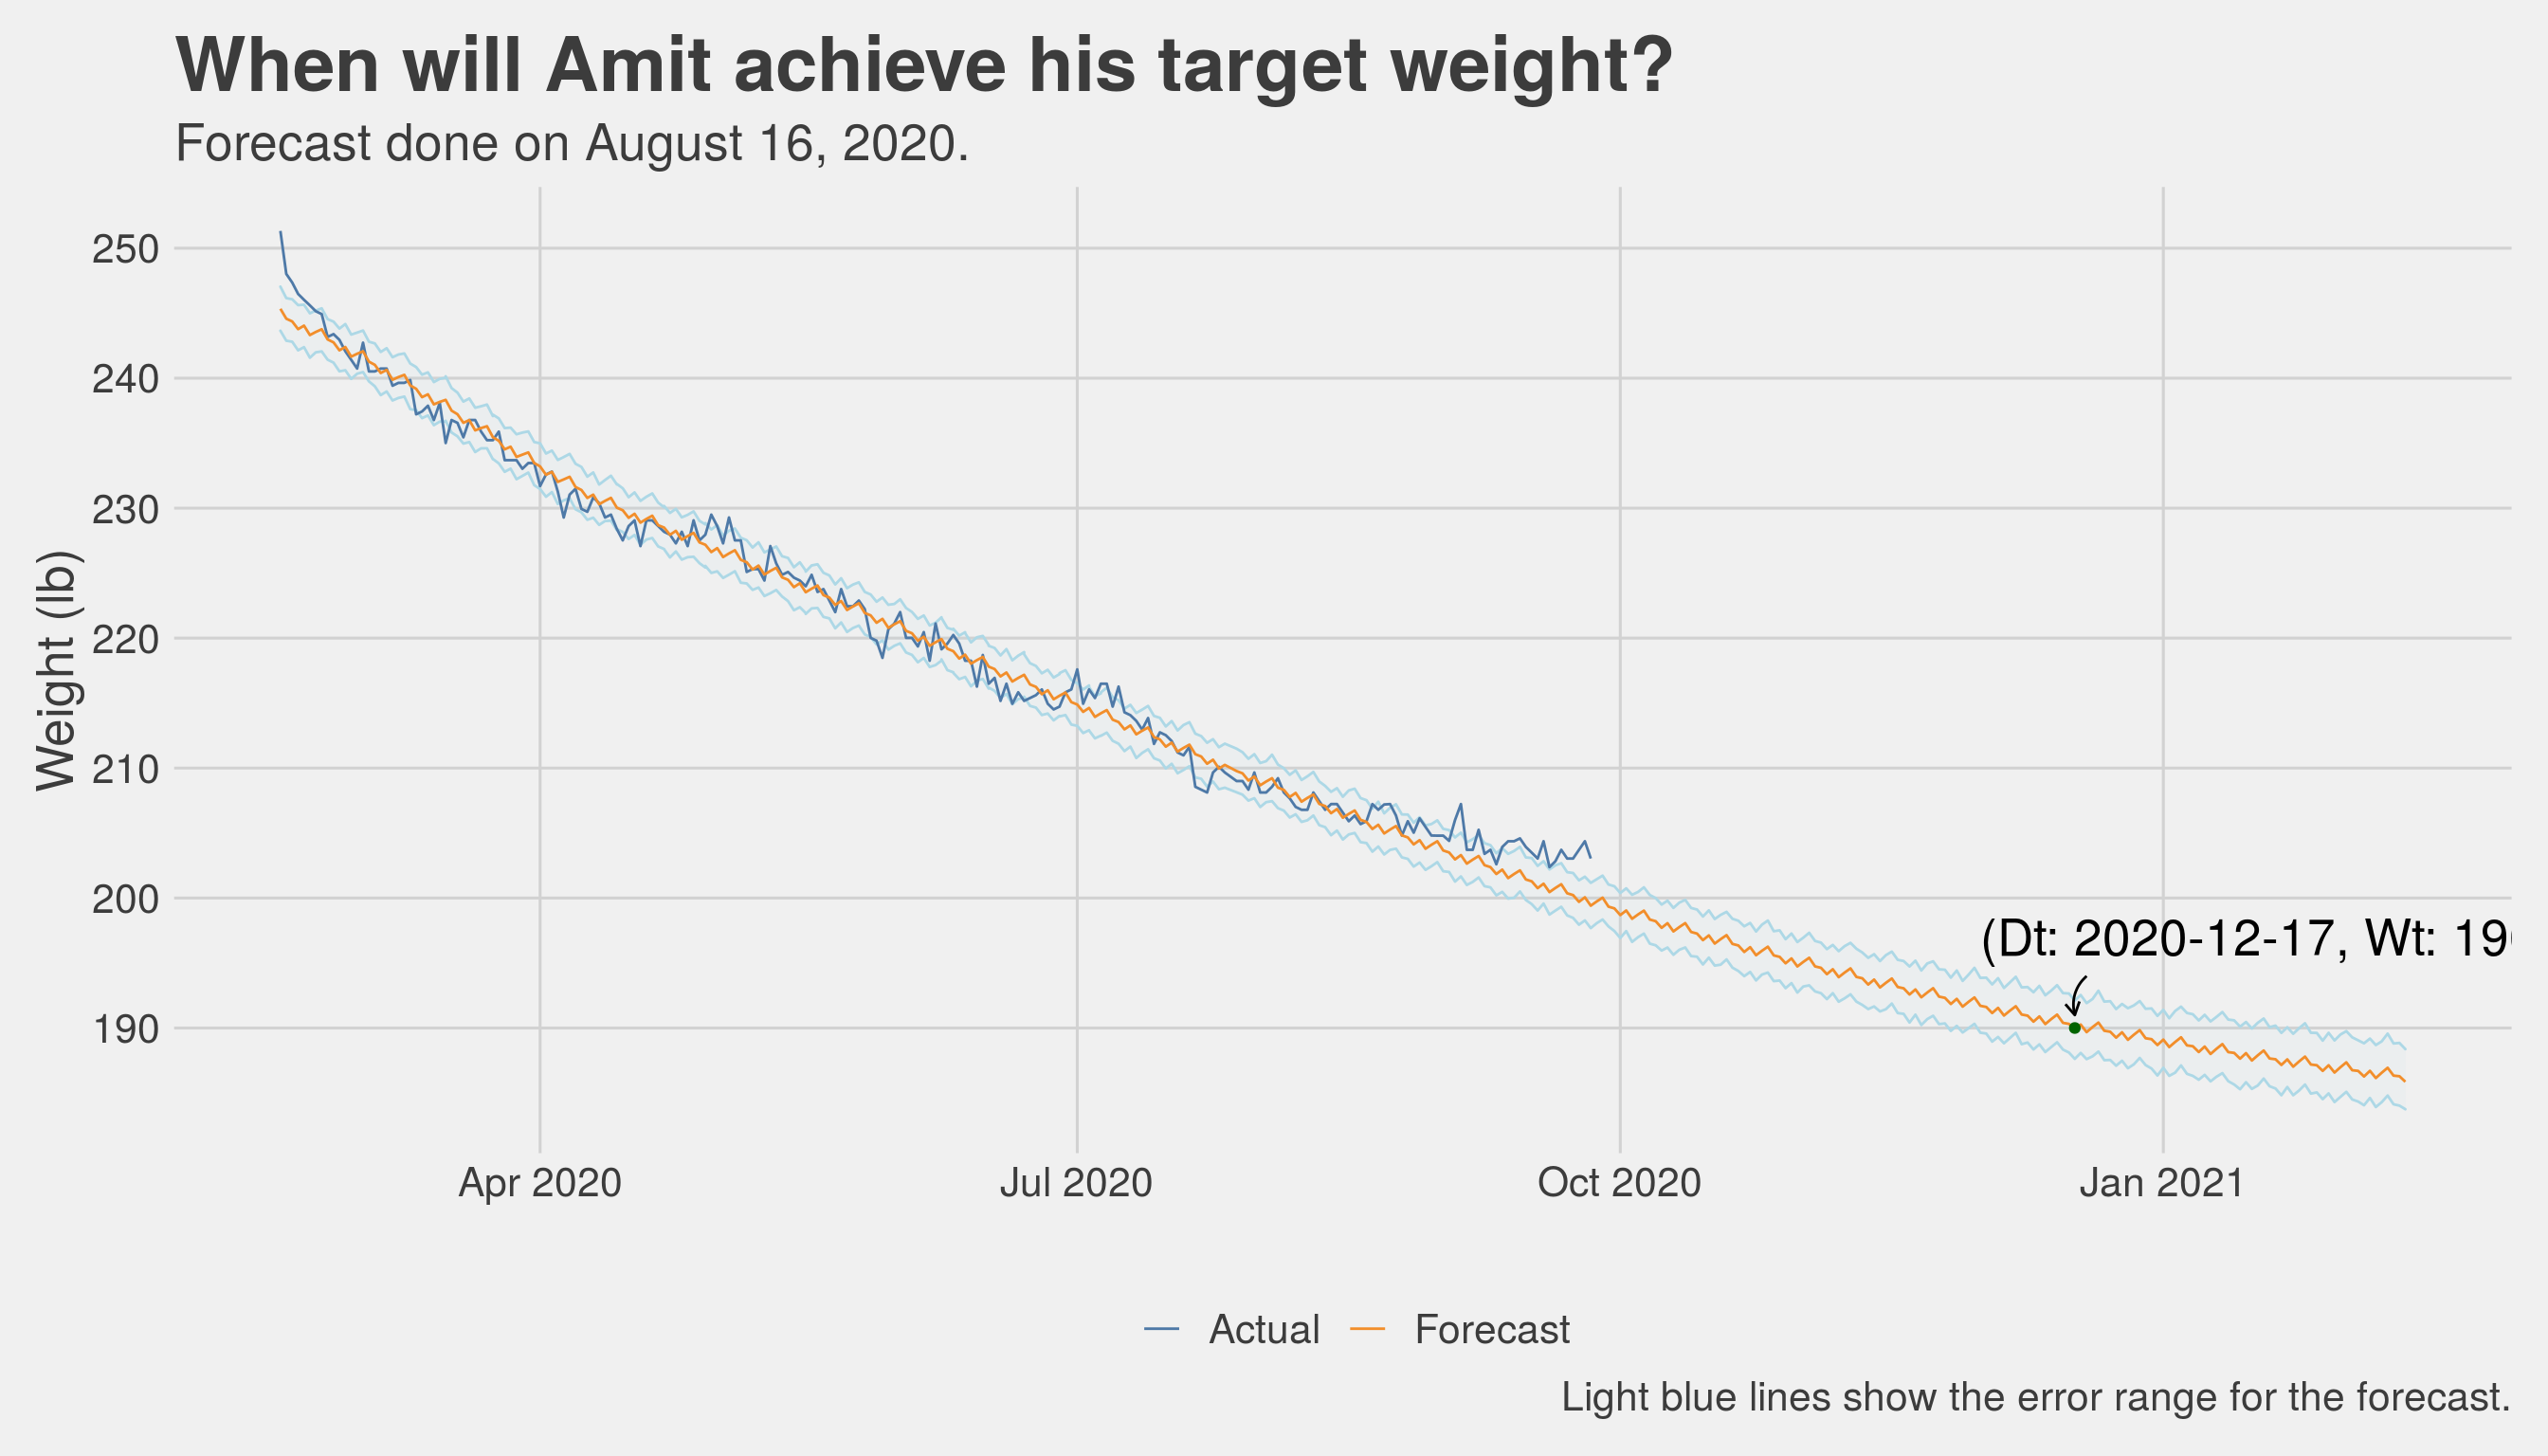 When will Amit achieve his target weight?
Forecast done on August 16, 2020.
Weight (lb)
250
240
230
220
210
200
190
(Dt: 2020-12-17, Wt: 190
Apr 2020
Jul 2020
Oct 2020
Jan 2021
Actual
Forecast
Light blue lines show the error range for the forecast.